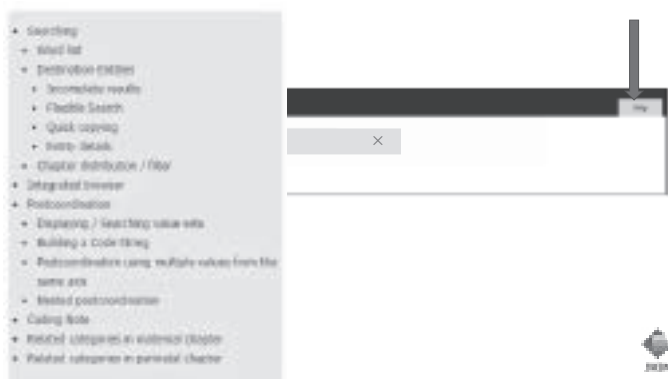 Searching
Word list
Destination Entities
Incomplete results
Flexible Search
Quick copying
Entity details
Chapter distribution / filter
Integrated browser
Postcoordination
Displaying / Searching value sets
Building a Code String
Postcoordination using multiple values from the
same axis
Nested postcoordination
Coding Note
Related categories in maternal chapter
Related categories in perinatal chapter